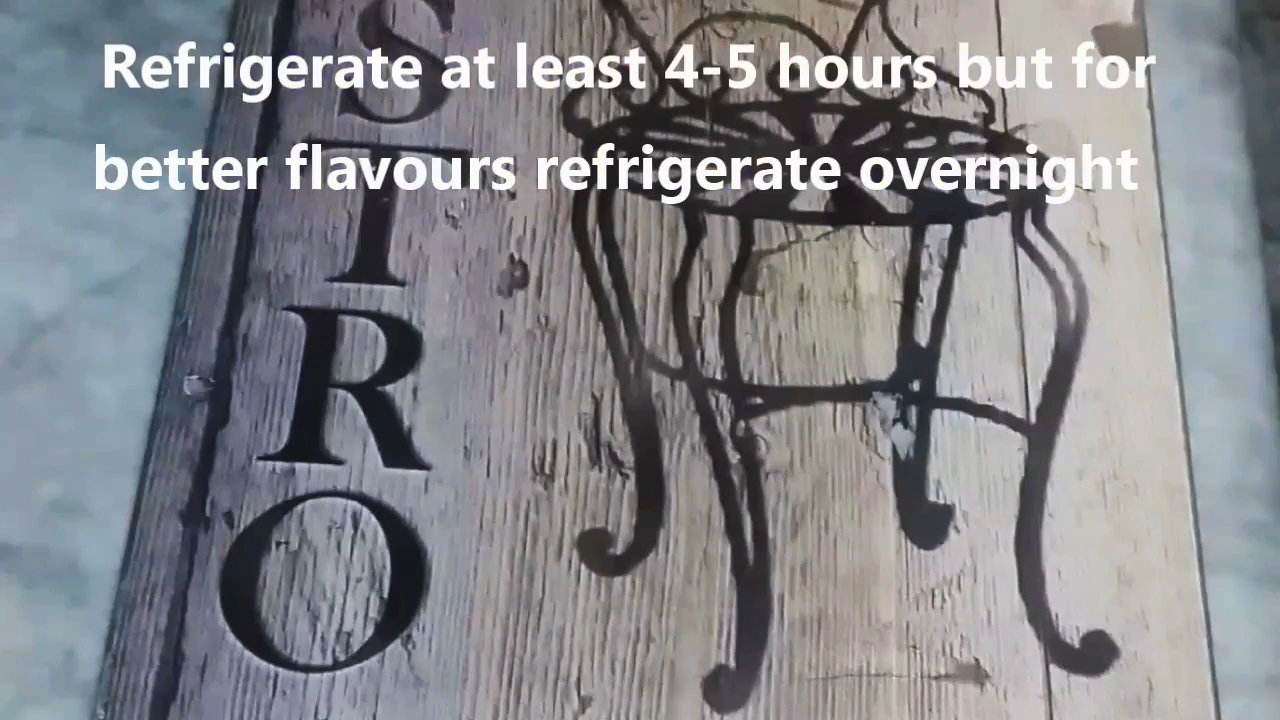 Refrigerate at least 4-5 hours but for
better flavours refrigerate overnight
S
T
R
O